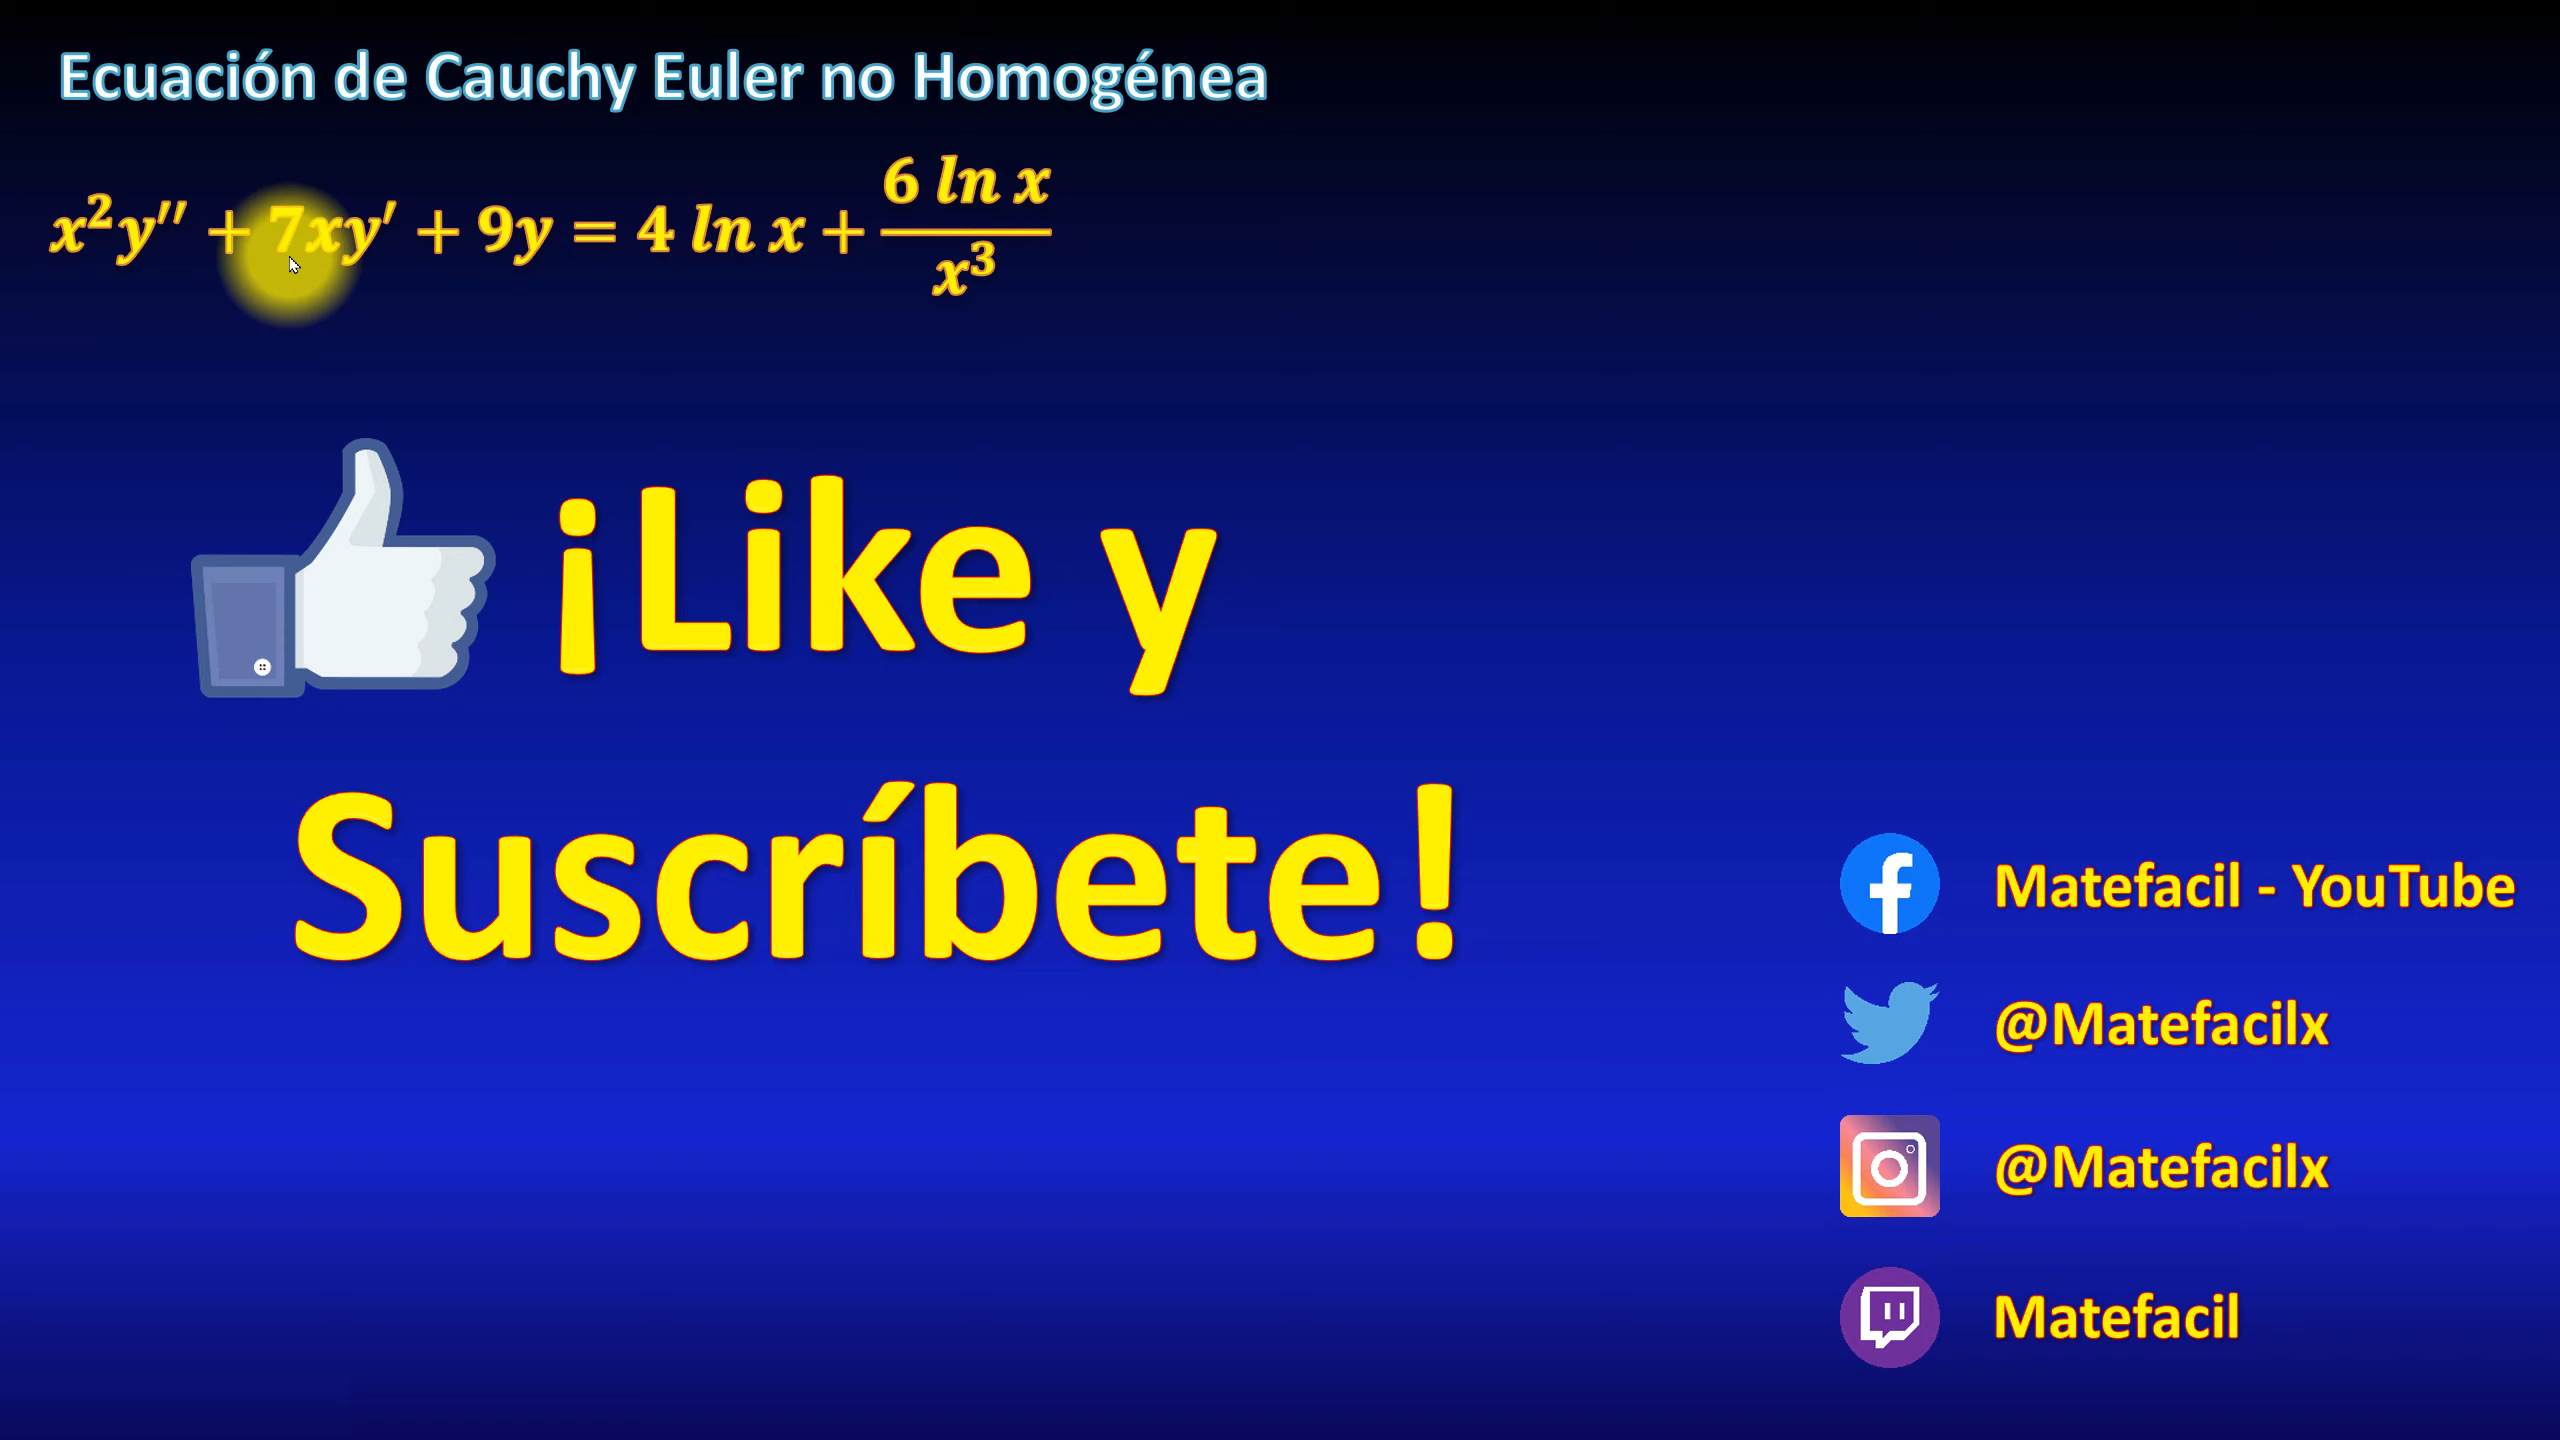 Ecuación de Cauchy Euler no Homogénea
x²y′′ + 7xy′ + 9y = 4 ln x + 6 ln x / x³
¡Like y
Suscríbete!
Matefacil - YouTube
@Matefacilx
@Matefacilx
Matefacil